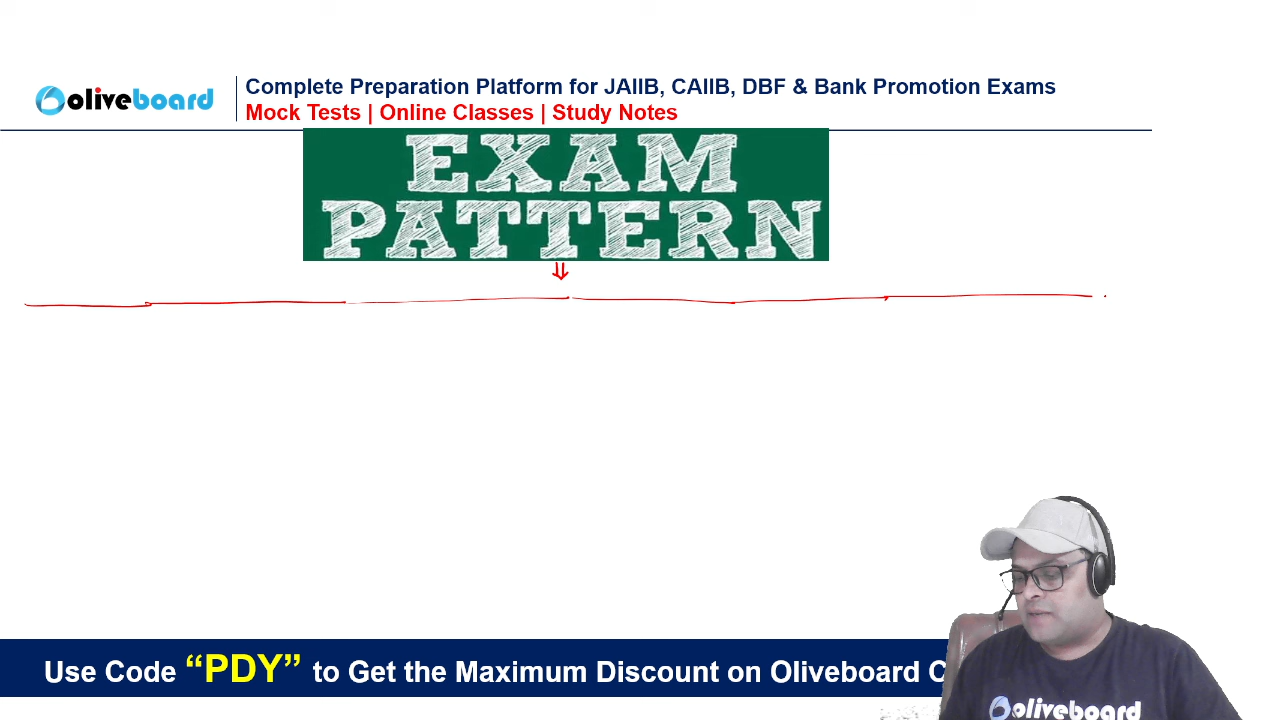 oliveboard
Complete Preparation Platform for JAIIB, CAIIB, DBF & Bank Promotion Exams
Mock Tests | Online Classes | Study Notes
EXAM
PATTERN
Use Code “PDY” to Get the Maximum Discount on Oliveboard C
oliveboard